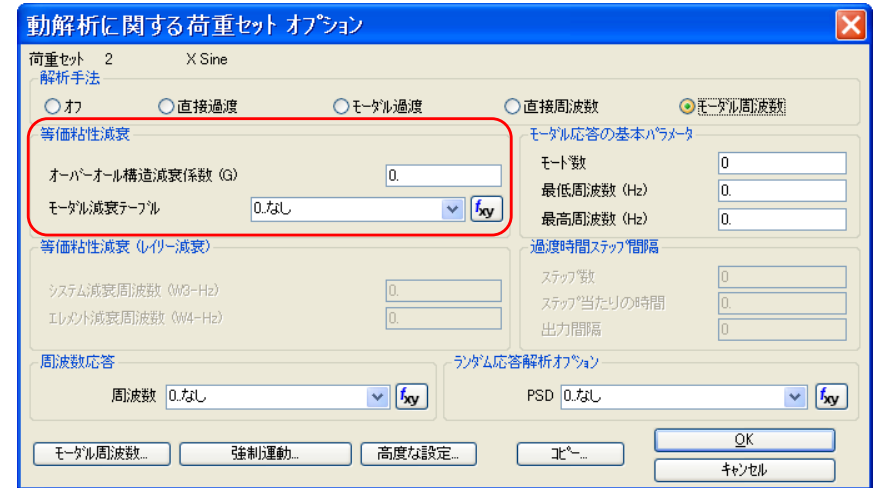 動解析に関する荷重セット オプション
荷重セット 2 X Sine
解析手法
オフ 直接過渡 モーダル過渡 直接周波数 モーダル周波数
等価粘性減衰
オーバーオール構造減衰係数 (G) 0.
モーダル減衰テーブル 0..なし fxy
モーダル応答の基本パラメータ
モード数 0
最低周波数 (Hz) 0.
最高周波数 (Hz) 0.
等価粘性減衰 (レイリー減衰)
システム減衰周波数 (W3-Hz) 0.
エレメント減衰周波数 (W4-Hz) 0.
過渡時間ステップ間隔
ステップ数 0
ステップ当たりの時間 0.
出力間隔 0
周波数応答
周波数 0..なし fxy
ランダム応答解析オプション
PSD 0..なし fxy
モーダル周波数... 強制運動... 高度な設定... コピー...
OK
キャンセル